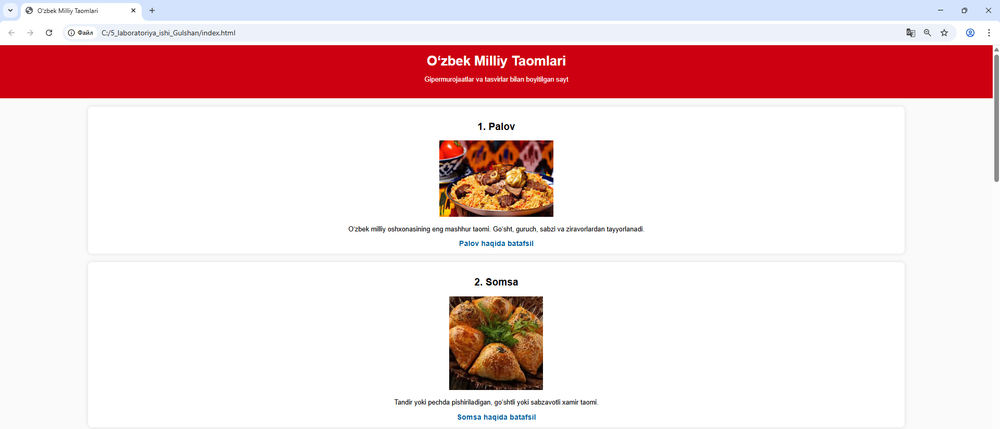 O‘zbek Milliy Taomlari
Файл
C:/5_laboratoriya_ishi_Gulshan/index.html
O‘zbek Milliy Taomlari
Gipermurojaatlar va tasvirlar bilan boyitilgan sayt
1. Palov
O‘zbek milliy oshxonasining eng mashhur taomi. Go‘sht, guruch, sabzi va ziravorlardan tayyorlanadi.
Palov haqida batafsil
2. Somsa
Tandir yoki pechda pishiriladigan, go‘shtli yoki sabzavotli xamir taomi.
Somsa haqida batafsil